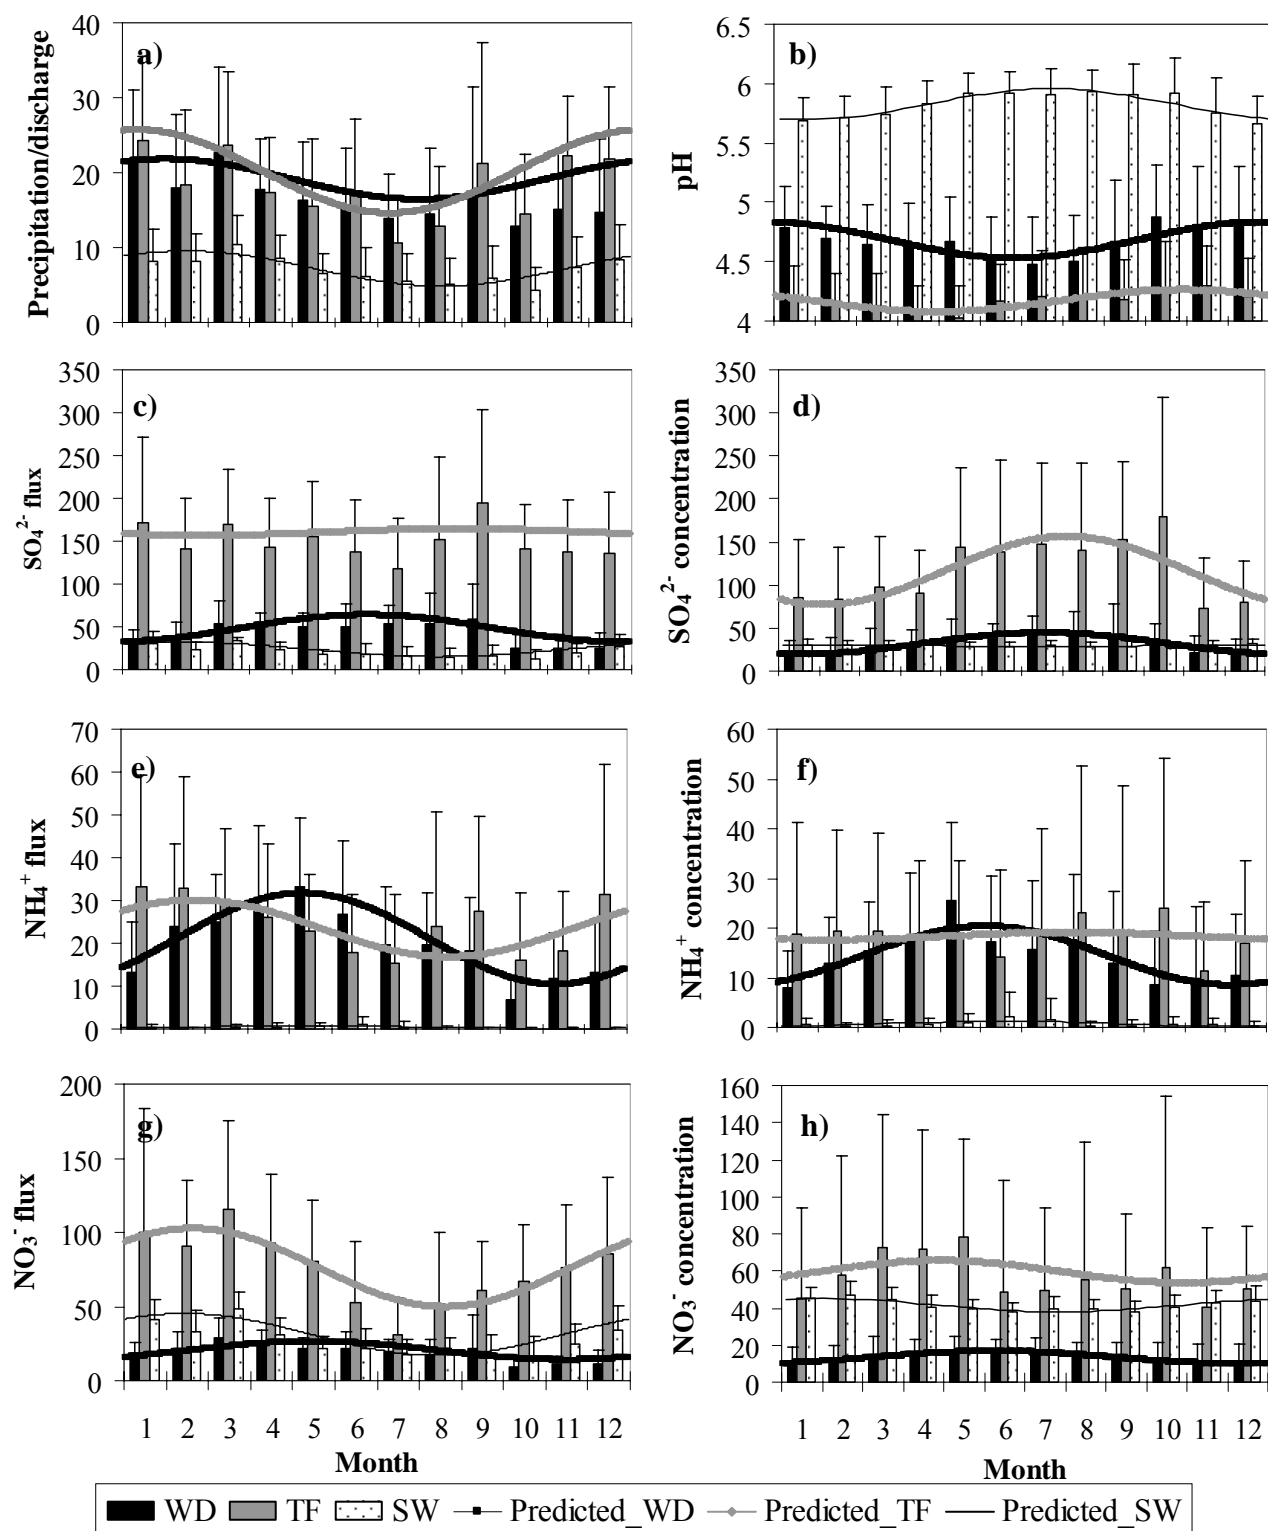 a)
Precipitation/discharge
40
30
20
10
0
b)
pH
6.5
6
5.5
5
4.5
4
c)
SO₄²⁻ flux
350
300
250
200
150
100
50
0
d)
SO₄²⁻ concentration
350
300
250
200
150
100
50
0
e)
NH₄⁺ flux
70
60
50
40
30
20
10
0
f)
NH₄⁺ concentration
60
50
40
30
20
10
0
g)
NO₃⁻ flux
200
150
100
50
0
1 2 3 4 5 6 7 8 9 10 11 12
Month
h)
NO₃⁻ concentration
160
140
120
100
80
60
40
20
0
1 2 3 4 5 6 7 8 9 10 11 12
Month
WD TF SW Predicted_WD Predicted_TF Predicted_SW